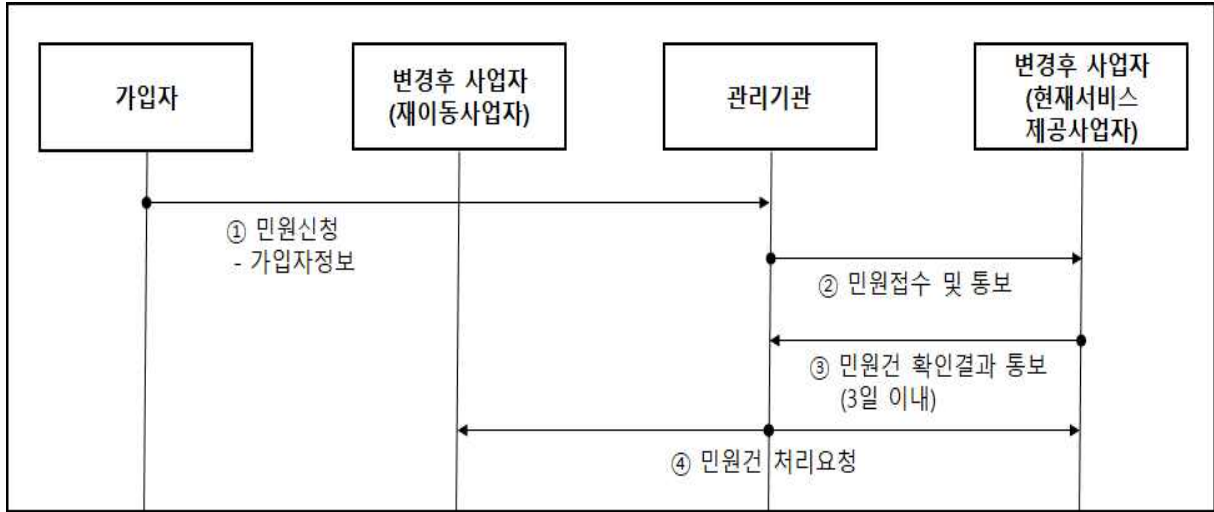 가입자
변경후 사업자
(재이동사업자)
관리기관
변경후 사업자
(현재서비스
제공사업자)
① 민원신청
- 가입자정보
② 민원접수 및 통보
③ 민원건 확인결과 통보
(3일 이내)
④ 민원건 처리요청